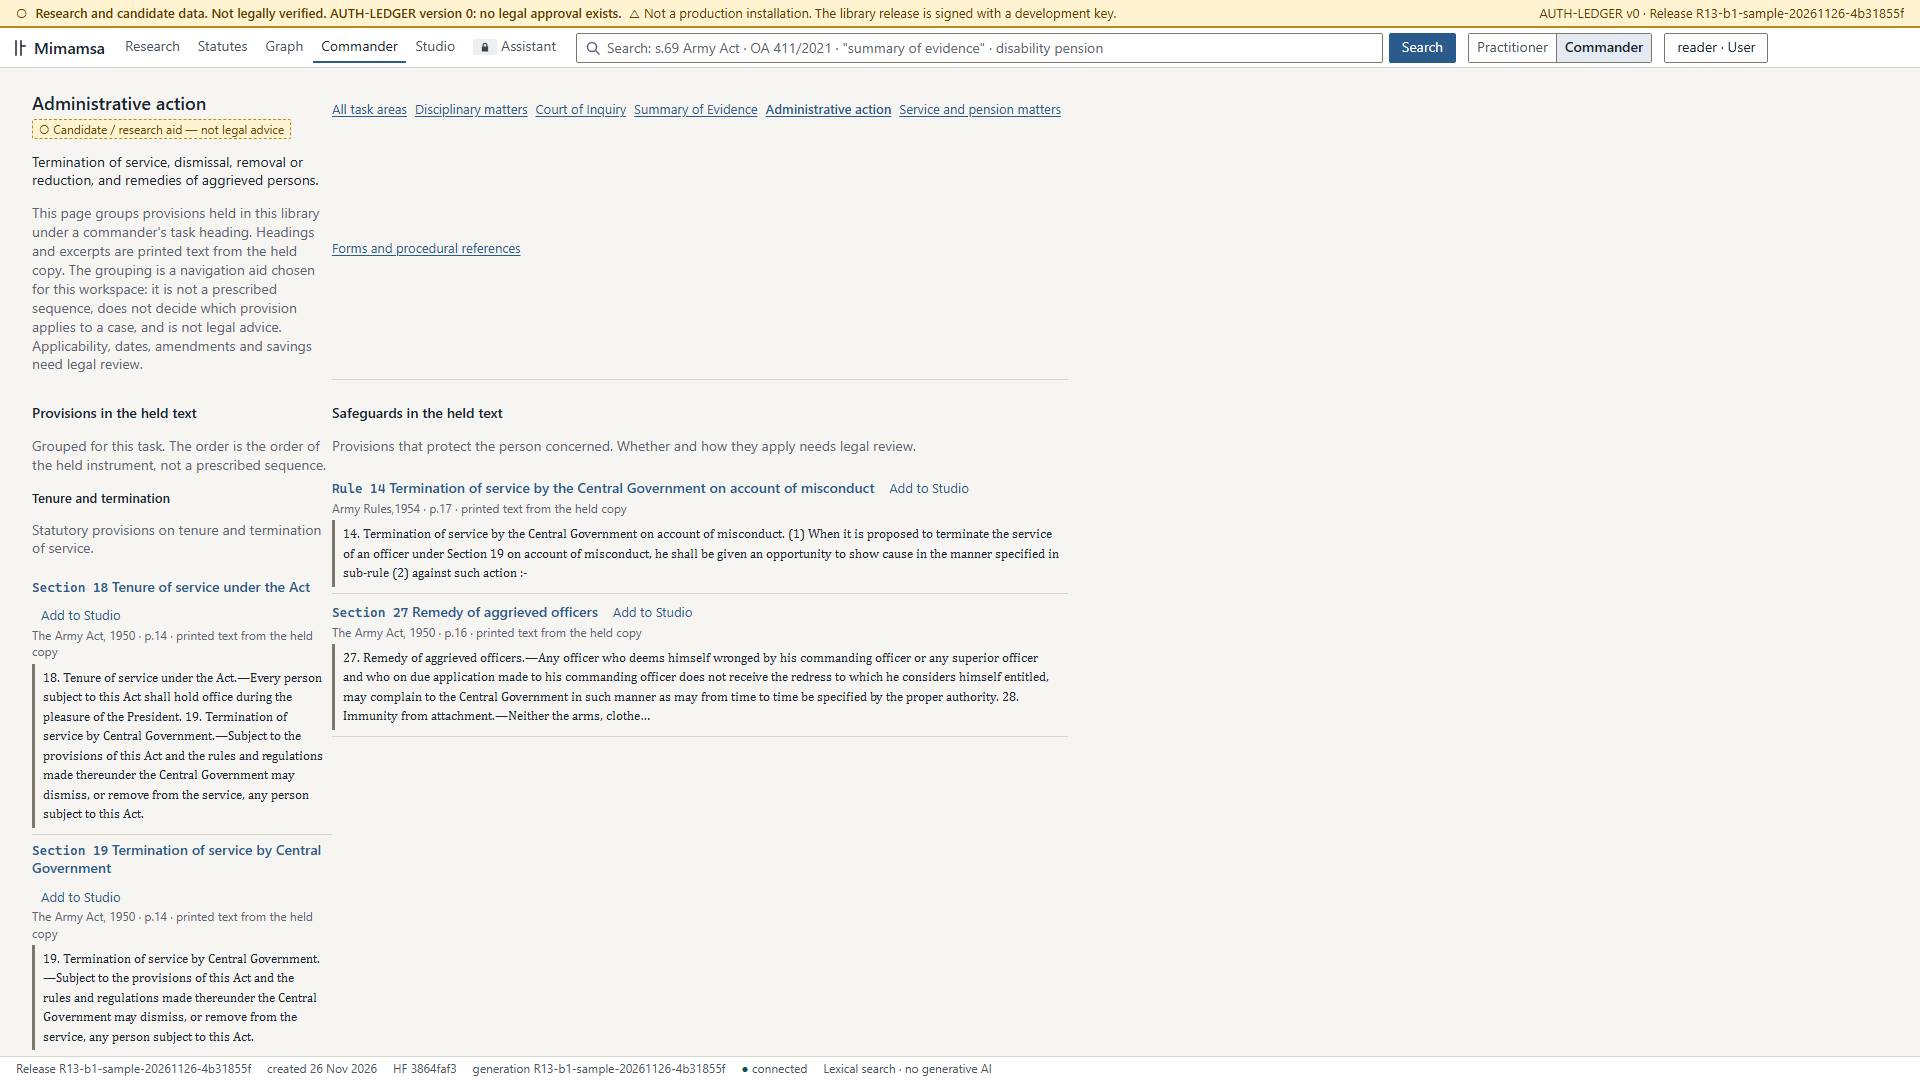 Research and candidate data. Not legally verified. AUTH-LEDGER version 0: no legal approval exists. ⚠ Not a production installation. The library release is signed with a development key.
AUTH-LEDGER v0 · Release R13-b1-sample-20261126-4b31855f
Mimamsa
Research
Statutes
Graph
Commander
Studio
Assistant
Search: s.69 Army Act · OA 411/2021 · "summary of evidence" · disability pension
Search
Practitioner
Commander
reader · User
Administrative action
Candidate / research aid — not legal advice
Termination of service, dismissal, removal or
reduction, and remedies of aggrieved persons.
This page groups provisions held in this library
under a commander's task heading. Headings
and excerpts are printed text from the held
copy. The grouping is a navigation aid chosen
for this workspace: it is not a prescribed
sequence, does not decide which provision
applies to a case, and is not legal advice.
Applicability, dates, amendments and savings
need legal review.
All task areas
Disciplinary matters
Court of Inquiry
Summary of Evidence
Administrative action
Service and pension matters
Forms and procedural references
Provisions in the held text
Grouped for this task. The order is the order of
the held instrument, not a prescribed sequence.
Tenure and termination
Statutory provisions on tenure and termination
of service.
Section 18 Tenure of service under the Act
Add to Studio
The Army Act, 1950 · p.14 · printed text from the held
copy
18. Tenure of service under the Act.—Every person
subject to this Act shall hold office during the
pleasure of the President. 19. Termination of
service by Central Government.—Subject to the
provisions of this Act and the rules and regulations
made thereunder the Central Government may
dismiss, or remove from the service, any person
subject to this Act.
Section 19 Termination of service by Central
Government
Add to Studio
The Army Act, 1950 · p.14 · printed text from the held
copy
19. Termination of service by Central Government.
—Subject to the provisions of this Act and the
rules and regulations made thereunder the Central
Government may dismiss, or remove from the
service, any person subject to this Act.
Safeguards in the held text
Provisions that protect the person concerned. Whether and how they apply needs legal review.
Rule 14 Termination of service by the Central Government on account of misconduct
Add to Studio
Army Rules,1954 · p.17 · printed text from the held copy
14. Termination of service by the Central Government on account of misconduct. (1) When it is proposed to terminate the service
of an officer under Section 19 on account of misconduct, he shall be given an opportunity to show cause in the manner specified in
sub-rule (2) against such action :-
Section 27 Remedy of aggrieved officers
Add to Studio
The Army Act, 1950 · p.16 · printed text from the held copy
27. Remedy of aggrieved officers.—Any officer who deems himself wronged by his commanding officer or any superior officer
and who on due application made to his commanding officer does not receive the redress to which he considers himself entitled,
may complain to the Central Government in such manner as may from time to time be specified by the proper authority. 28.
Immunity from attachment.—Neither the arms, clothe…
Release R13-b1-sample-20261126-4b31855f
created 26 Nov 2026
HF 3864faf3
generation R13-b1-sample-20261126-4b31855f
● connected
Lexical search · no generative AI